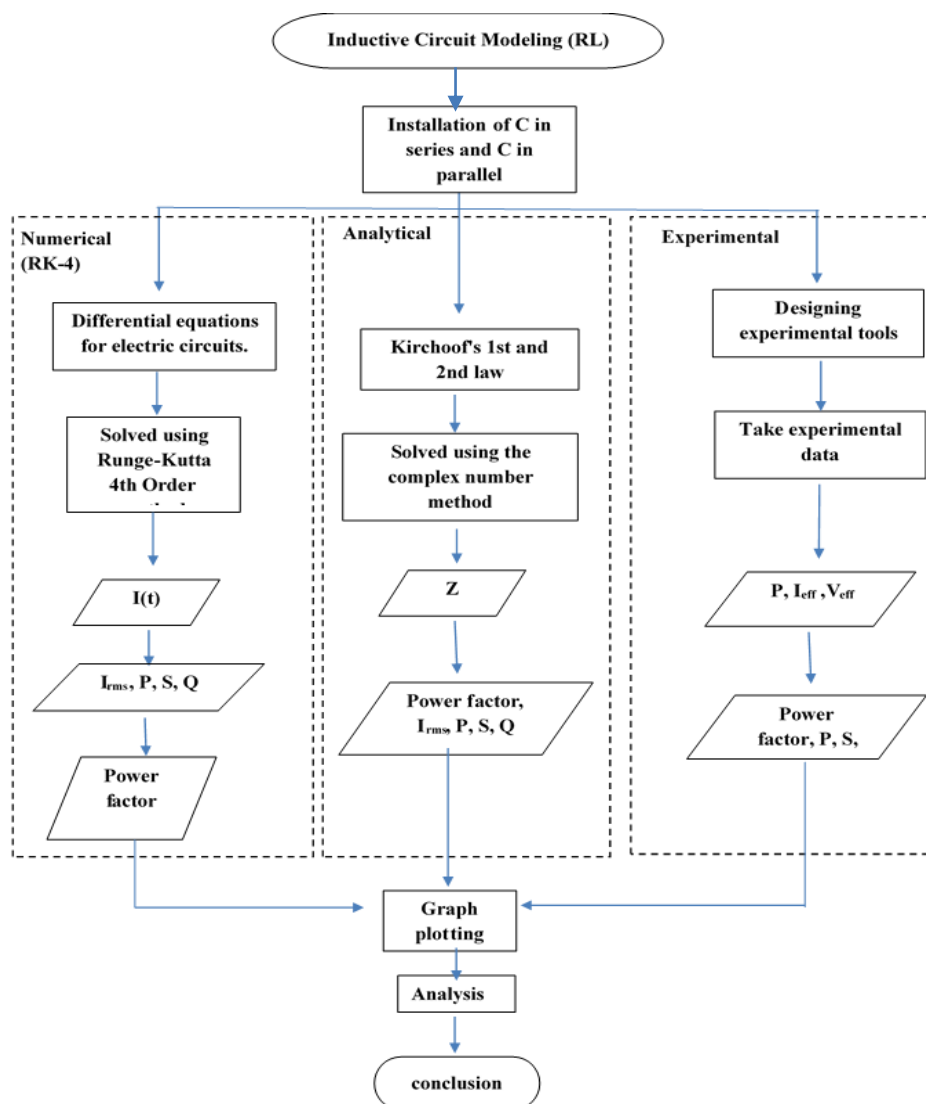 Inductive Circuit Modeling (RL)
Installation of C in
series and C in
parallel
Numerical
(RK-4)
Differential equations
for electric circuits.
Solved using
Runge-Kutta
4th Order
I(t)
Irms, P, S, Q
Power
factor
Analytical
Kirchoof's 1st and
2nd law
Solved using the
complex number
method
Z
Power factor,
Irms, P, S, Q
Experimental
Designing
experimental tools
Take experimental
data
P, Ieff ,Veff
Power
factor, P, S,
Graph
plotting
Analysis
conclusion